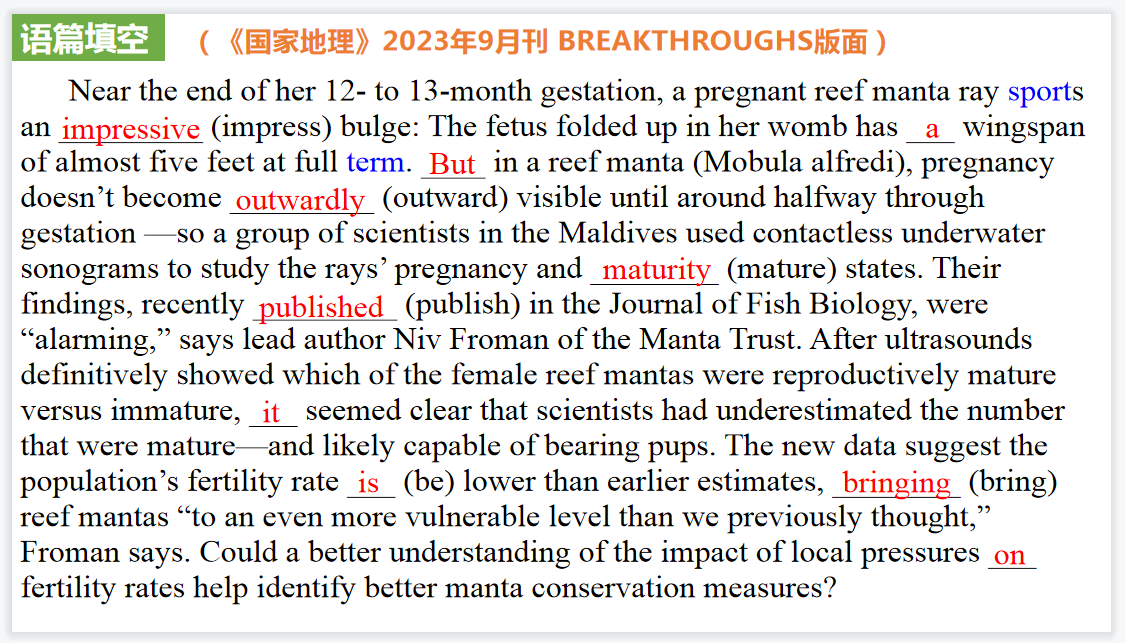 语篇填空 (《国家地理》2023年9月刊 BREAKTHROUGHS版面)
Near the end of her 12- to 13-month gestation, a pregnant reef manta ray sports
an impressive (impress) bulge: The fetus folded up in her womb has a wingspan
of almost five feet at full term. But in a reef manta (Mobula alfredi), pregnancy
doesn’t become outwardly (outward) visible until around halfway through
gestation —so a group of scientists in the Maldives used contactless underwater
sonograms to study the rays’ pregnancy and maturity (mature) states. Their
findings, recently published (publish) in the Journal of Fish Biology, were
“alarming,” says lead author Niv Froman of the Manta Trust. After ultrasounds
definitively showed which of the female reef mantas were reproductively mature
versus immature, it seemed clear that scientists had underestimated the number
that were mature—and likely capable of bearing pups. The new data suggest the
population’s fertility rate is (be) lower than earlier estimates, bringing (bring)
reef mantas “to an even more vulnerable level than we previously thought,”
Froman says. Could a better understanding of the impact of local pressures on
fertility rates help identify better manta conservation measures?